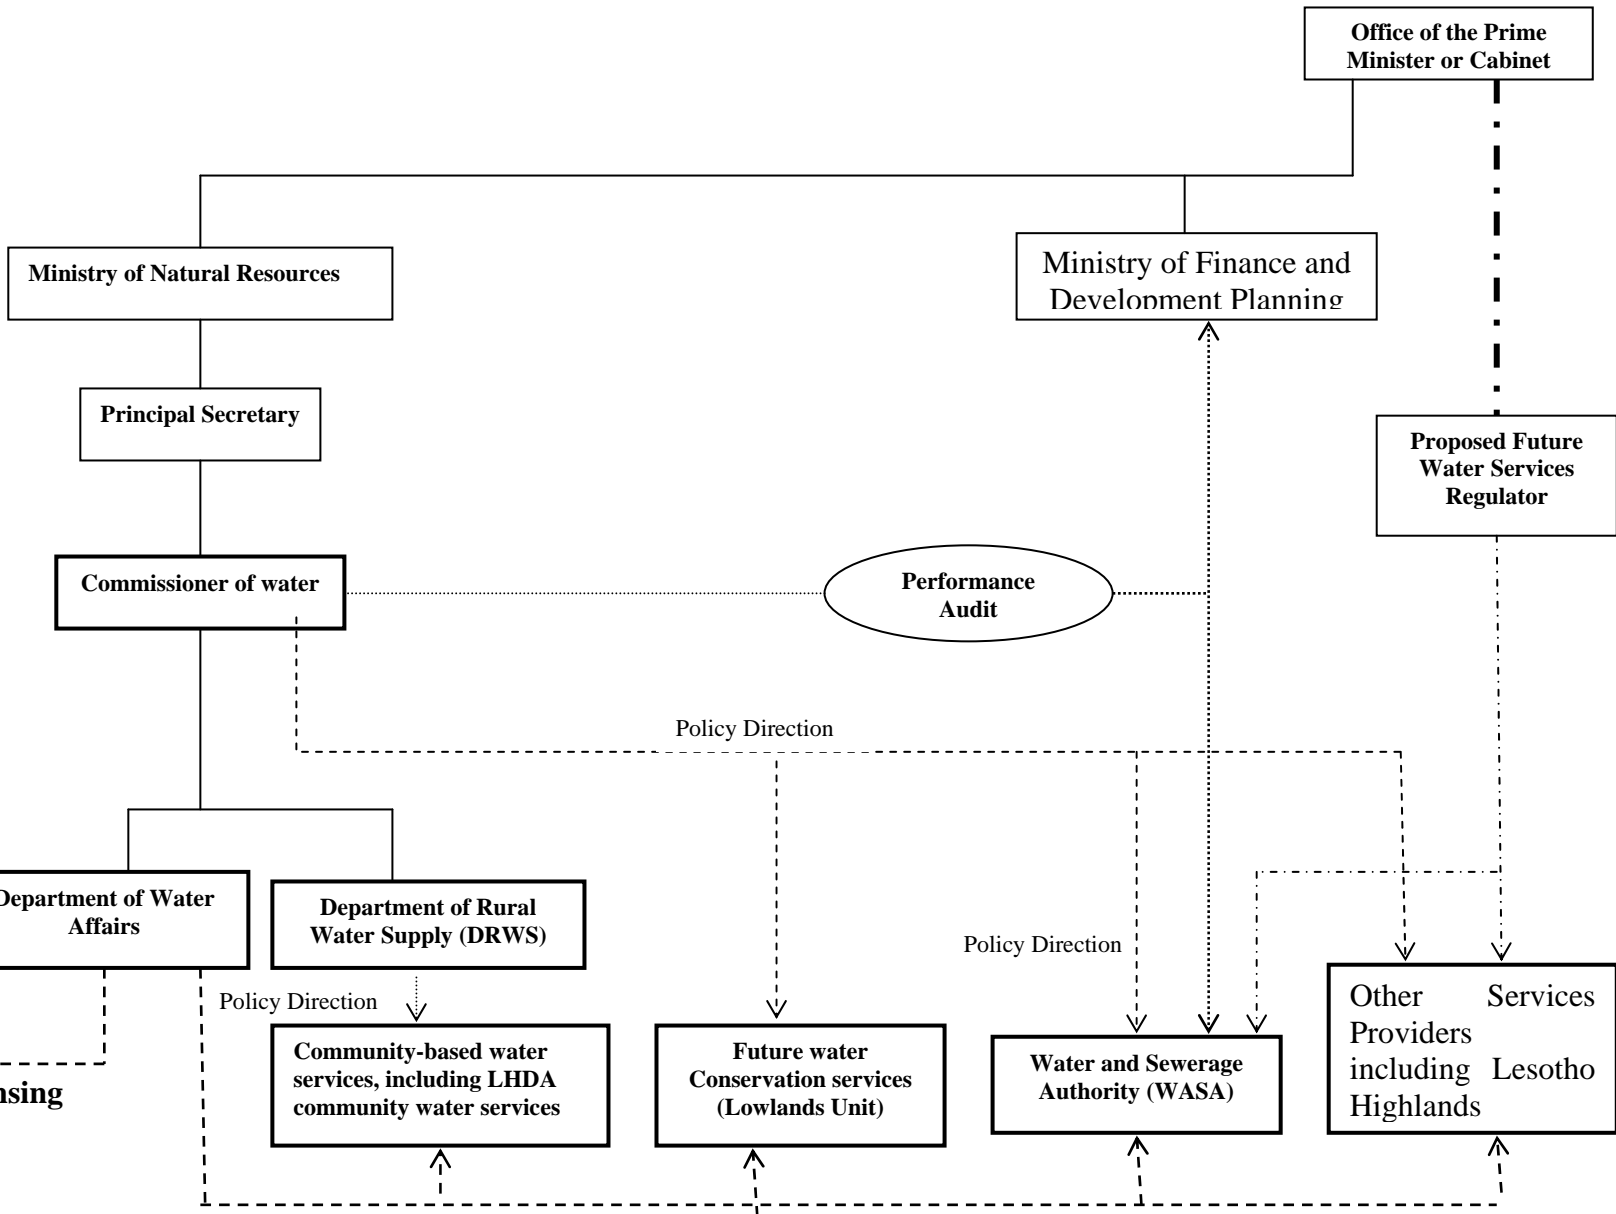 Office of the Prime
Minister or Cabinet
Ministry of Natural Resources
Ministry of Finance and
Development Planning
Principal Secretary
Proposed Future
Water Services
Regulator
Commissioner of water
Performance
Audit
Policy Direction
Department of Water
Affairs
Department of Rural
Water Supply (DRWS)
Policy Direction
Policy Direction
Community-based water
services, including LHDA
community water services
Future water
Conservation services
(Lowlands Unit)
Water and Sewerage
Authority (WASA)
Other Services
Providers
including Lesotho
Highlands
nsing